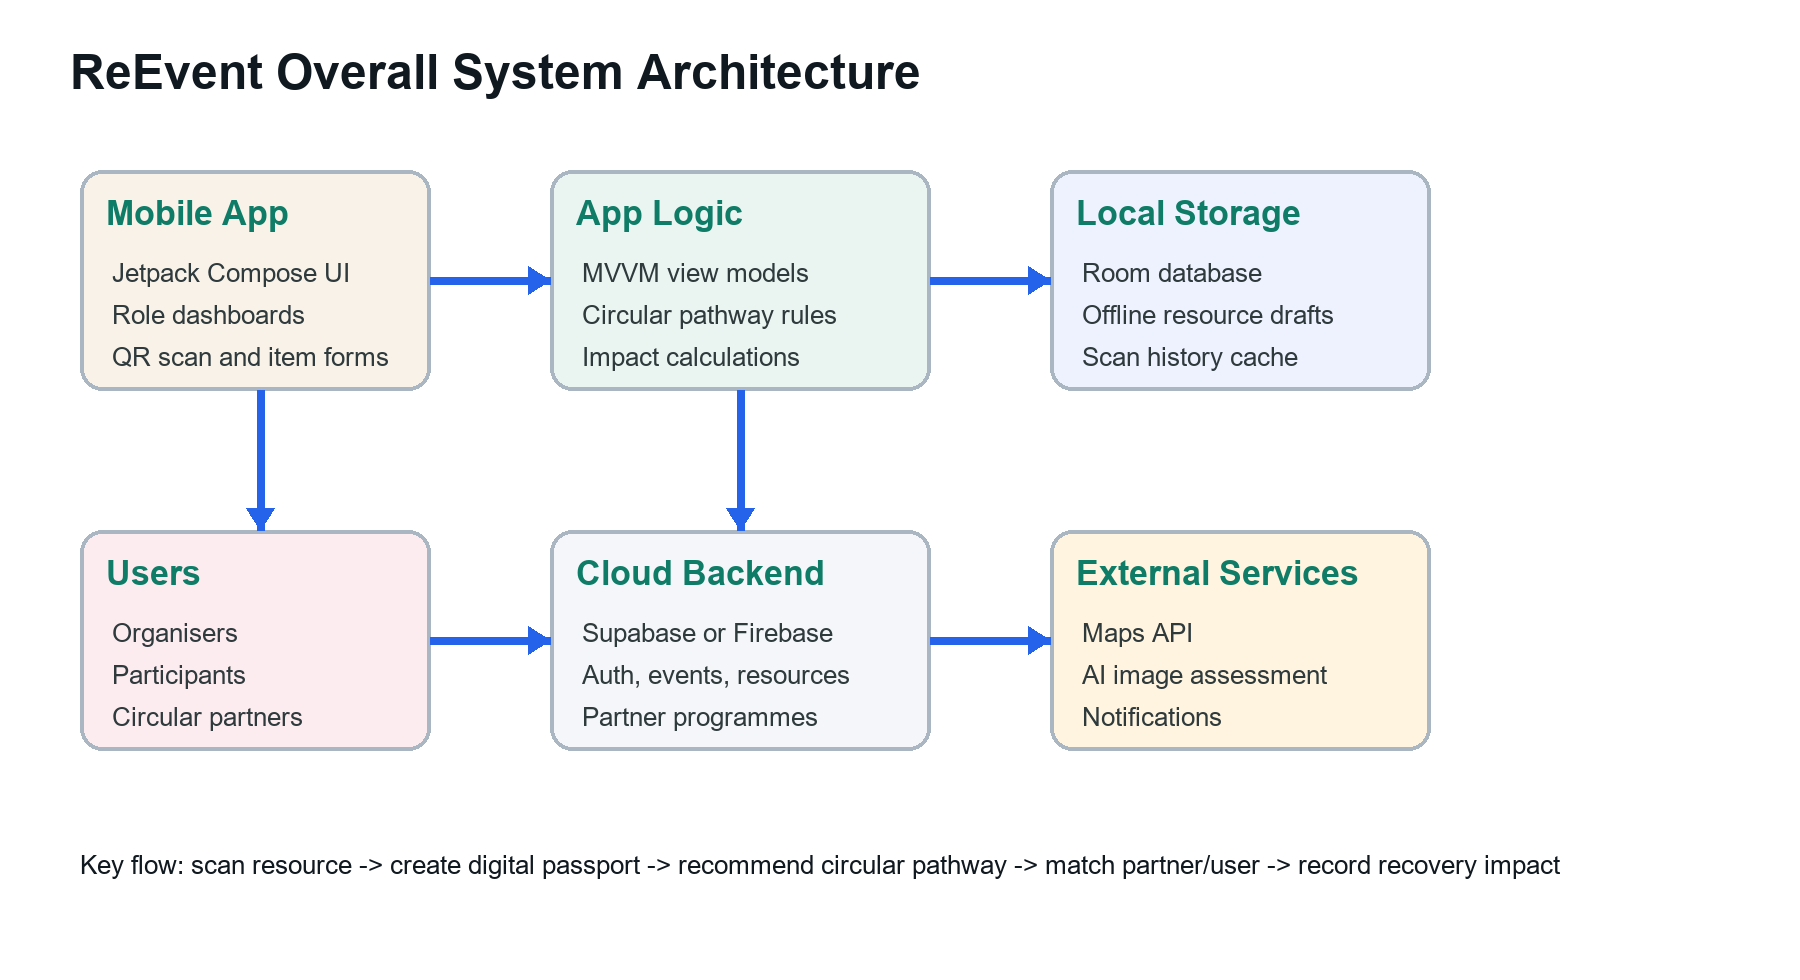 ReEvent Overall System Architecture
Mobile App
Jetpack Compose UI
Role dashboards
QR scan and item forms
App Logic
MVVM view models
Circular pathway rules
Impact calculations
Local Storage
Room database
Offline resource drafts
Scan history cache
Users
Organisers
Participants
Circular partners
Cloud Backend
Supabase or Firebase
Auth, events, resources
Partner programmes
External Services
Maps API
AI image assessment
Notifications
Key flow: scan resource -> create digital passport -> recommend circular pathway -> match partner/user -> record recovery impact